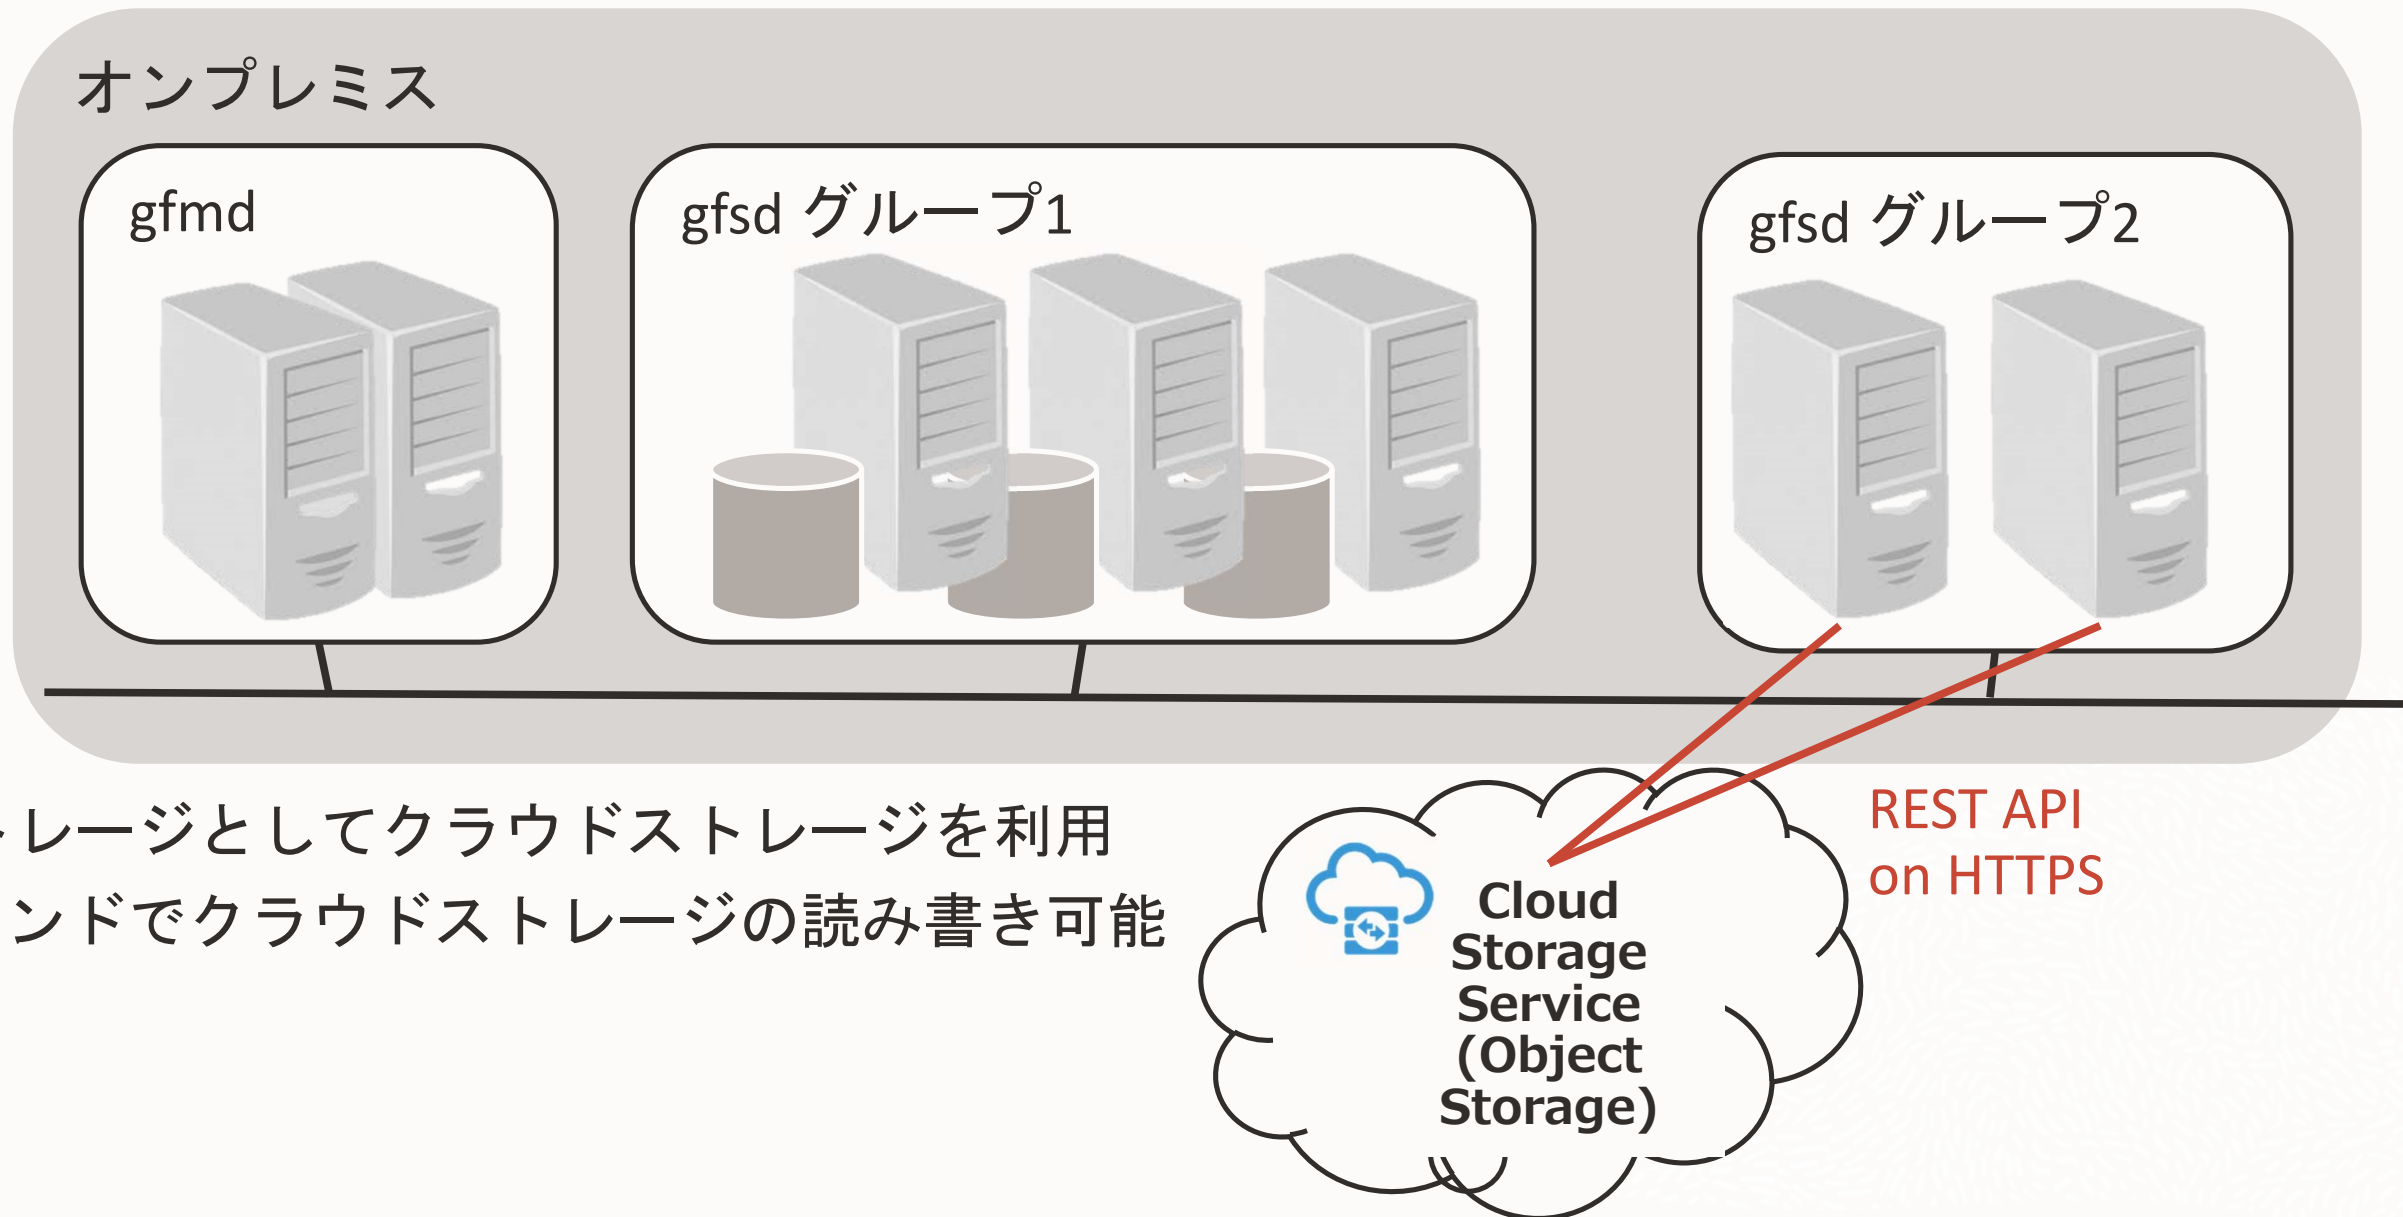 オンプレミス
gfmd
gfsd グループ1
gfsd グループ2
トレージとしてクラウドストレージを利用
ンドでクラウドストレージの読み書き可能
REST API
on HTTPS
Cloud
Storage
Service
(Object
Storage)